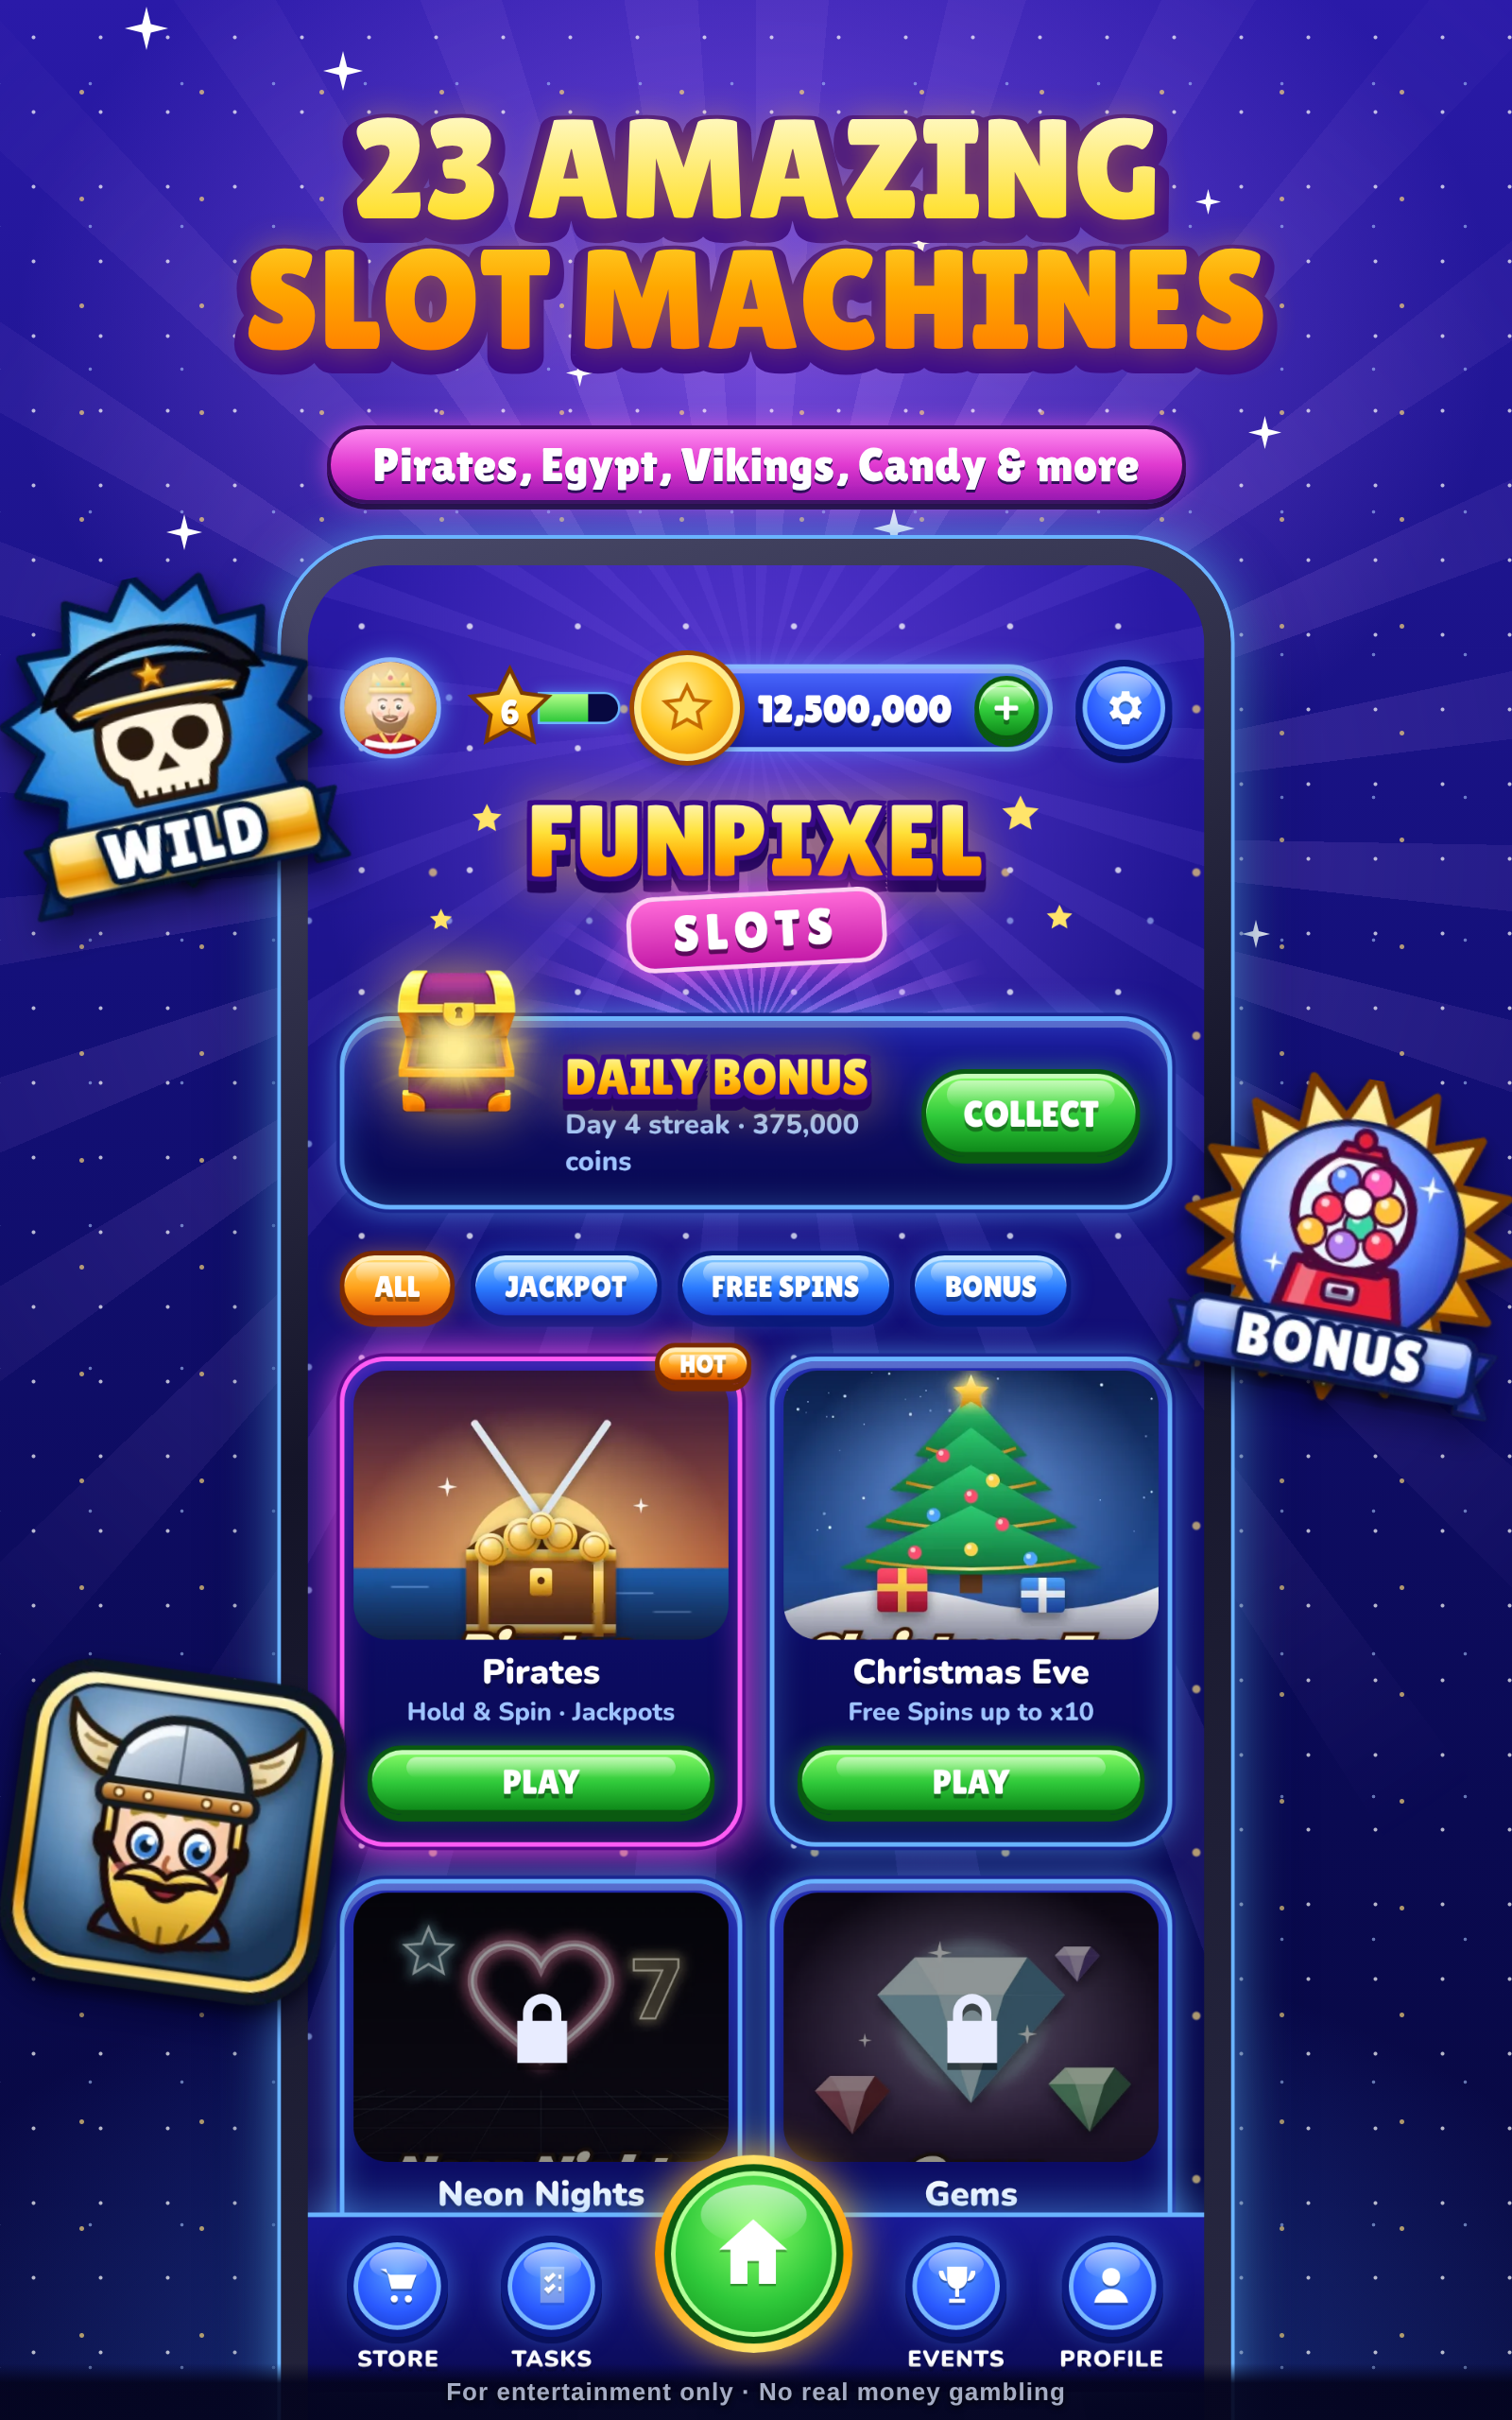 23 AMAZING
SLOT MACHINES
Pirates, Egypt, Vikings, Candy & more
WILD
6
12,500,000
FUNPIXEL
SLOTS
DAILY BONUS
Day 4 streak · 375,000
coins
COLLECT
ALL
JACKPOT
FREE SPINS
BONUS
BONUS
HOT
Pirates
Hold & Spin · Jackpots
PLAY
Christmas Eve
Free Spins up to x10
PLAY
7
Neon Nights
Gems
STORE
TASKS
EVENTS
PROFILE
For entertainment only · No real money gambling